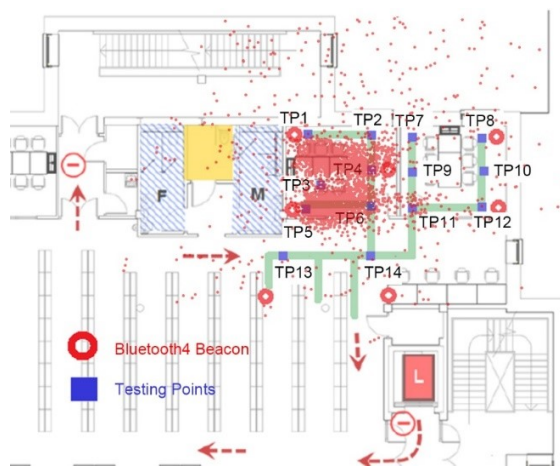 TP1
TP2
TP7
TP8
TP3
TP4
TP9
TP10
F
M
TP5
TP6
TP11
TP12
TP13
TP14
Bluetooth4 Beacon
Testing Points
L